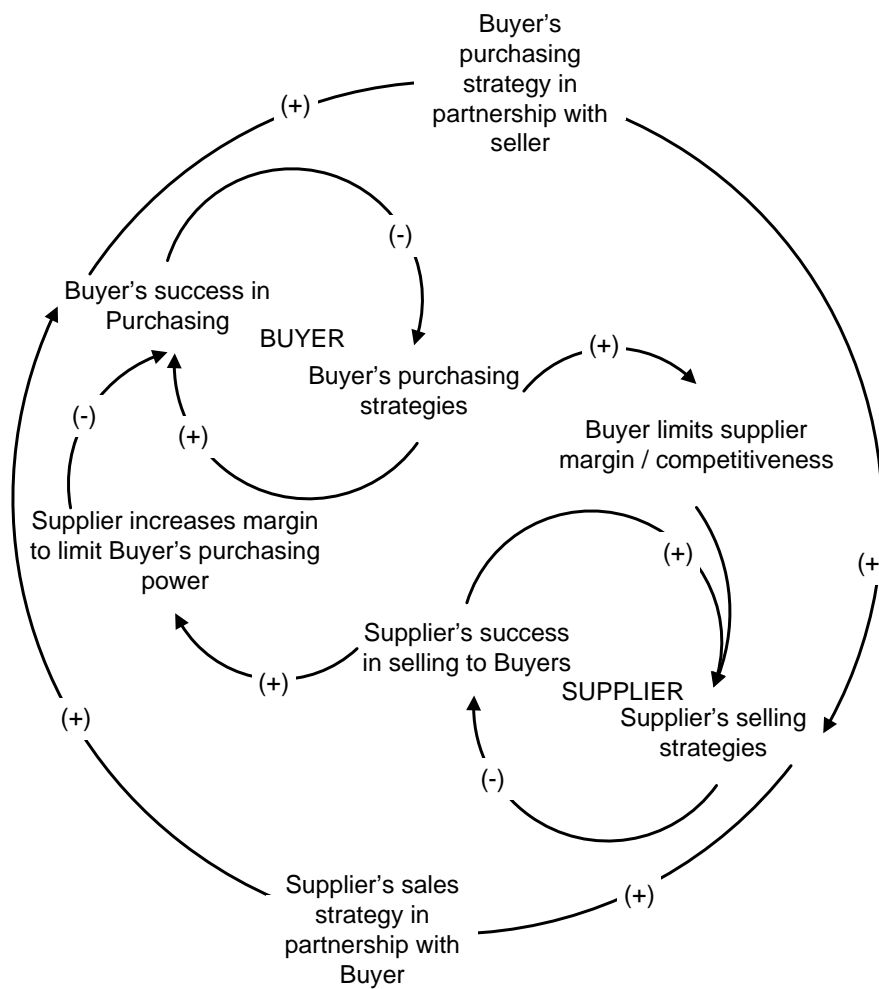 Buyer's
purchasing
strategy in
partnership with
seller
(+)
(-)
Buyer's success in
Purchasing
BUYER
(+)
Buyer's purchasing
strategies
(-)
(+)
Buyer limits supplier
margin / competitiveness
Supplier increases margin
to limit Buyer's purchasing
power
(+)
(+
Supplier's success
in selling to Buyers
(+)
SUPPLIER
Supplier's selling
strategies
(+)
(-)
Supplier's sales
strategy in
partnership with
Buyer
(+)